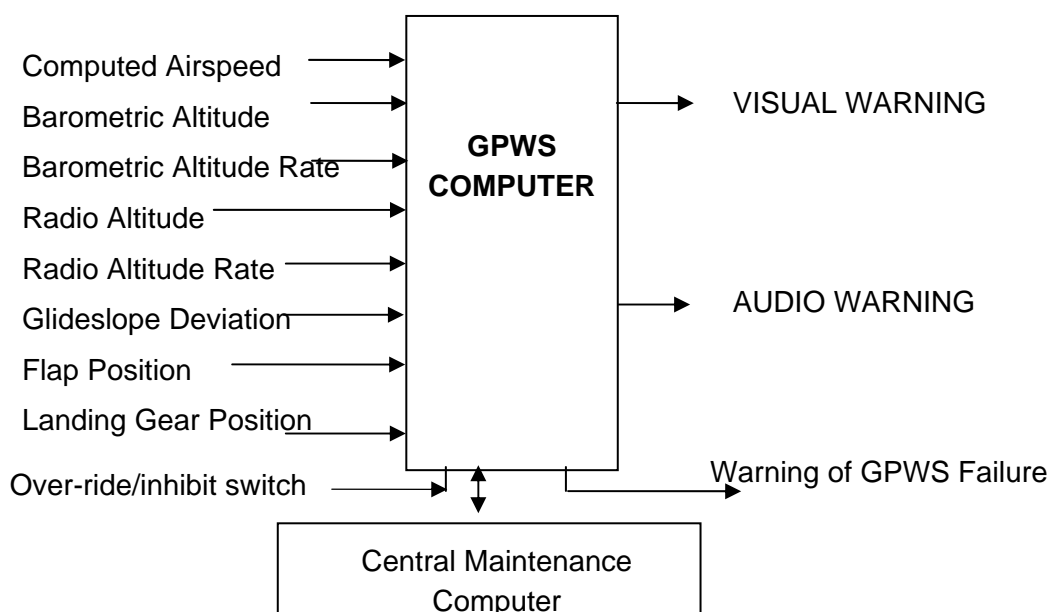 Computed Airspeed
Barometric Altitude
Barometric Altitude Rate
Radio Altitude
Radio Altitude Rate
Glideslope Deviation
Flap Position
Landing Gear Position
Over-ride/inhibit switch
GPWS
COMPUTER
VISUAL WARNING
AUDIO WARNING
Warning of GPWS Failure
Central Maintenance
Computer